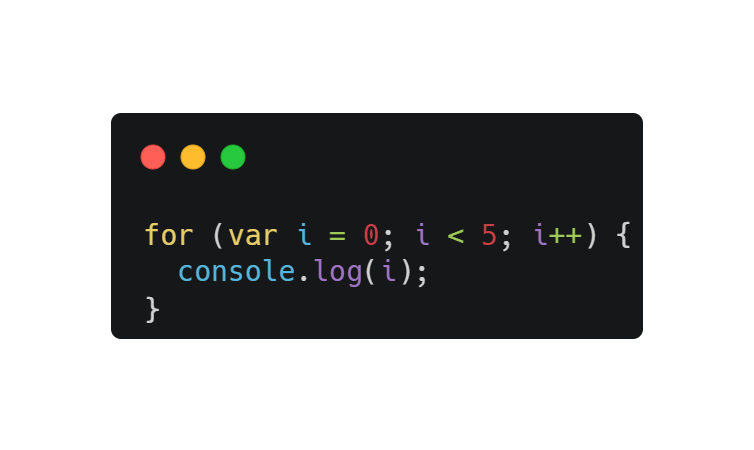 for (var i = 0; i < 5; i++) {
  console.log(i);
}